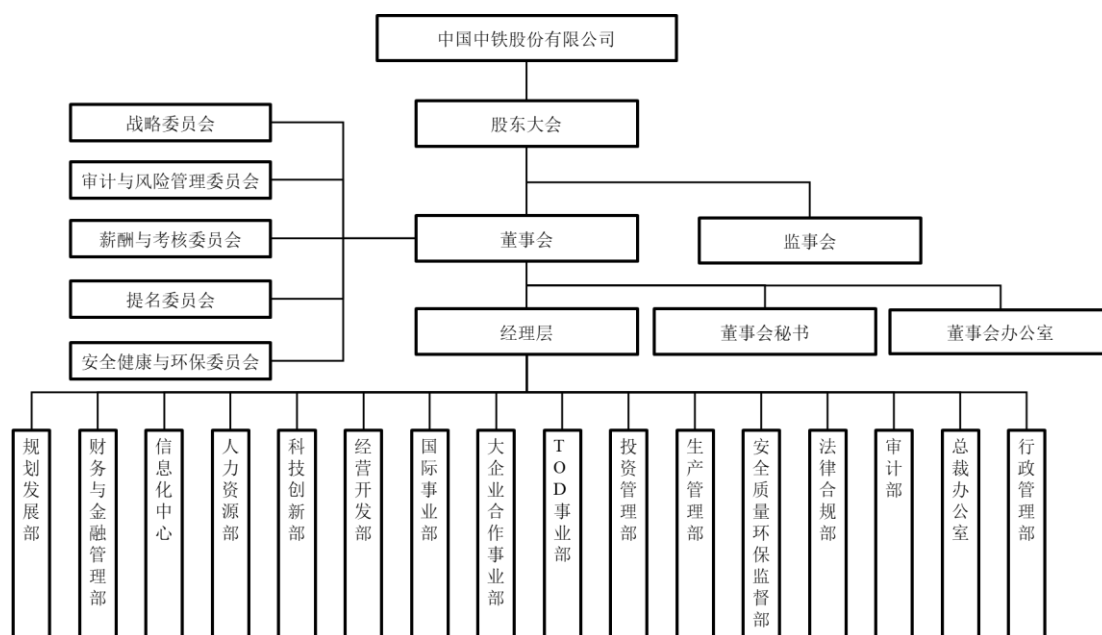 中国中铁股份有限公司
股东大会
战略委员会
审计与风险管理委员会
薪酬与考核委员会
提名委员会
安全健康与环保委员会
董事会
监事会
经理层
董事会秘书
董事会办公室
规划发展部
财务与金融管理部
信息化中心
人力资源部
科技创新部
经营开发部
国际事业部
大企业合作事业部
TOD事业部
投资管理部
生产管理部
安全质量环保监督部
法律合规部
审计部
总裁办公室
行政管理部